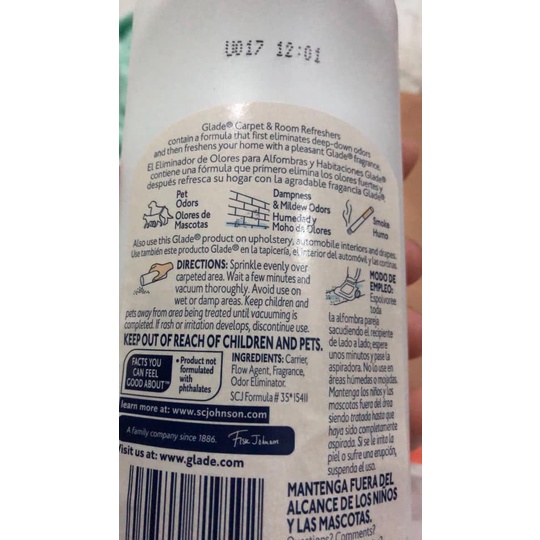 U017 12:01
Glade® Carpet & Room Refreshers
contain a formula that first eliminates deep-down odors
and then freshens your home with a pleasant Glade® fragrance.
El Eliminador de Olores para Alfombras y Habitaciones Glade®
contiene una fórmula que primero elimina los olores fuertes y
después refresca su hogar con la agradable fragancia Glade®.
Pet
Odors
Olores de
Mascotas
Dampness
& Mildew Odors
Humedad y
Moho de Olores
Smoke
Humo
Also use this Glade® product on upholstery, automobile interiors and drapes.
Use también este producto Glade® en la tapicería, el interior del automóvil y las cortinas.
DIRECTIONS: Sprinkle evenly over
carpeted area. Wait a few minutes and
vacuum thoroughly. Avoid use on
wet or damp areas. Keep children and
pets away from area being treated until vacuuming is
completed. If rash or irritation develops, discontinue use.
KEEP OUT OF REACH OF CHILDREN AND PETS.
FACTS YOU
CAN FEEL
GOOD ABOUT™
• Product not
formulated
with
phthalates
INGREDIENTS: Carrier,
Flow Agent, Fragrance,
Odor Eliminator.
SCJ Formula # 35*15411
Learn more at: www.scjohnson.com
A family company since 1886.
Fisk Johnson
Visit us at: www.glade.com
MODO DE
EMPLEO:
Espolvoree
toda
la alfombra pareja
sacudiendo el recipiente
de lado a lado; espere
unos minutos y pase la
aspiradora. No lo use en
áreas húmedas o mojadas.
Mantenga los niños y las
mascotas fuera del área
siendo tratada hasta que
haya sido completamente
aspirada. Si se le irrita la
piel o sufre una erupción,
suspenda el uso.
MANTENGA FUERA DEL
ALCANCE DE LOS NIÑOS
Y LAS MASCOTAS.
Questions? Comments?